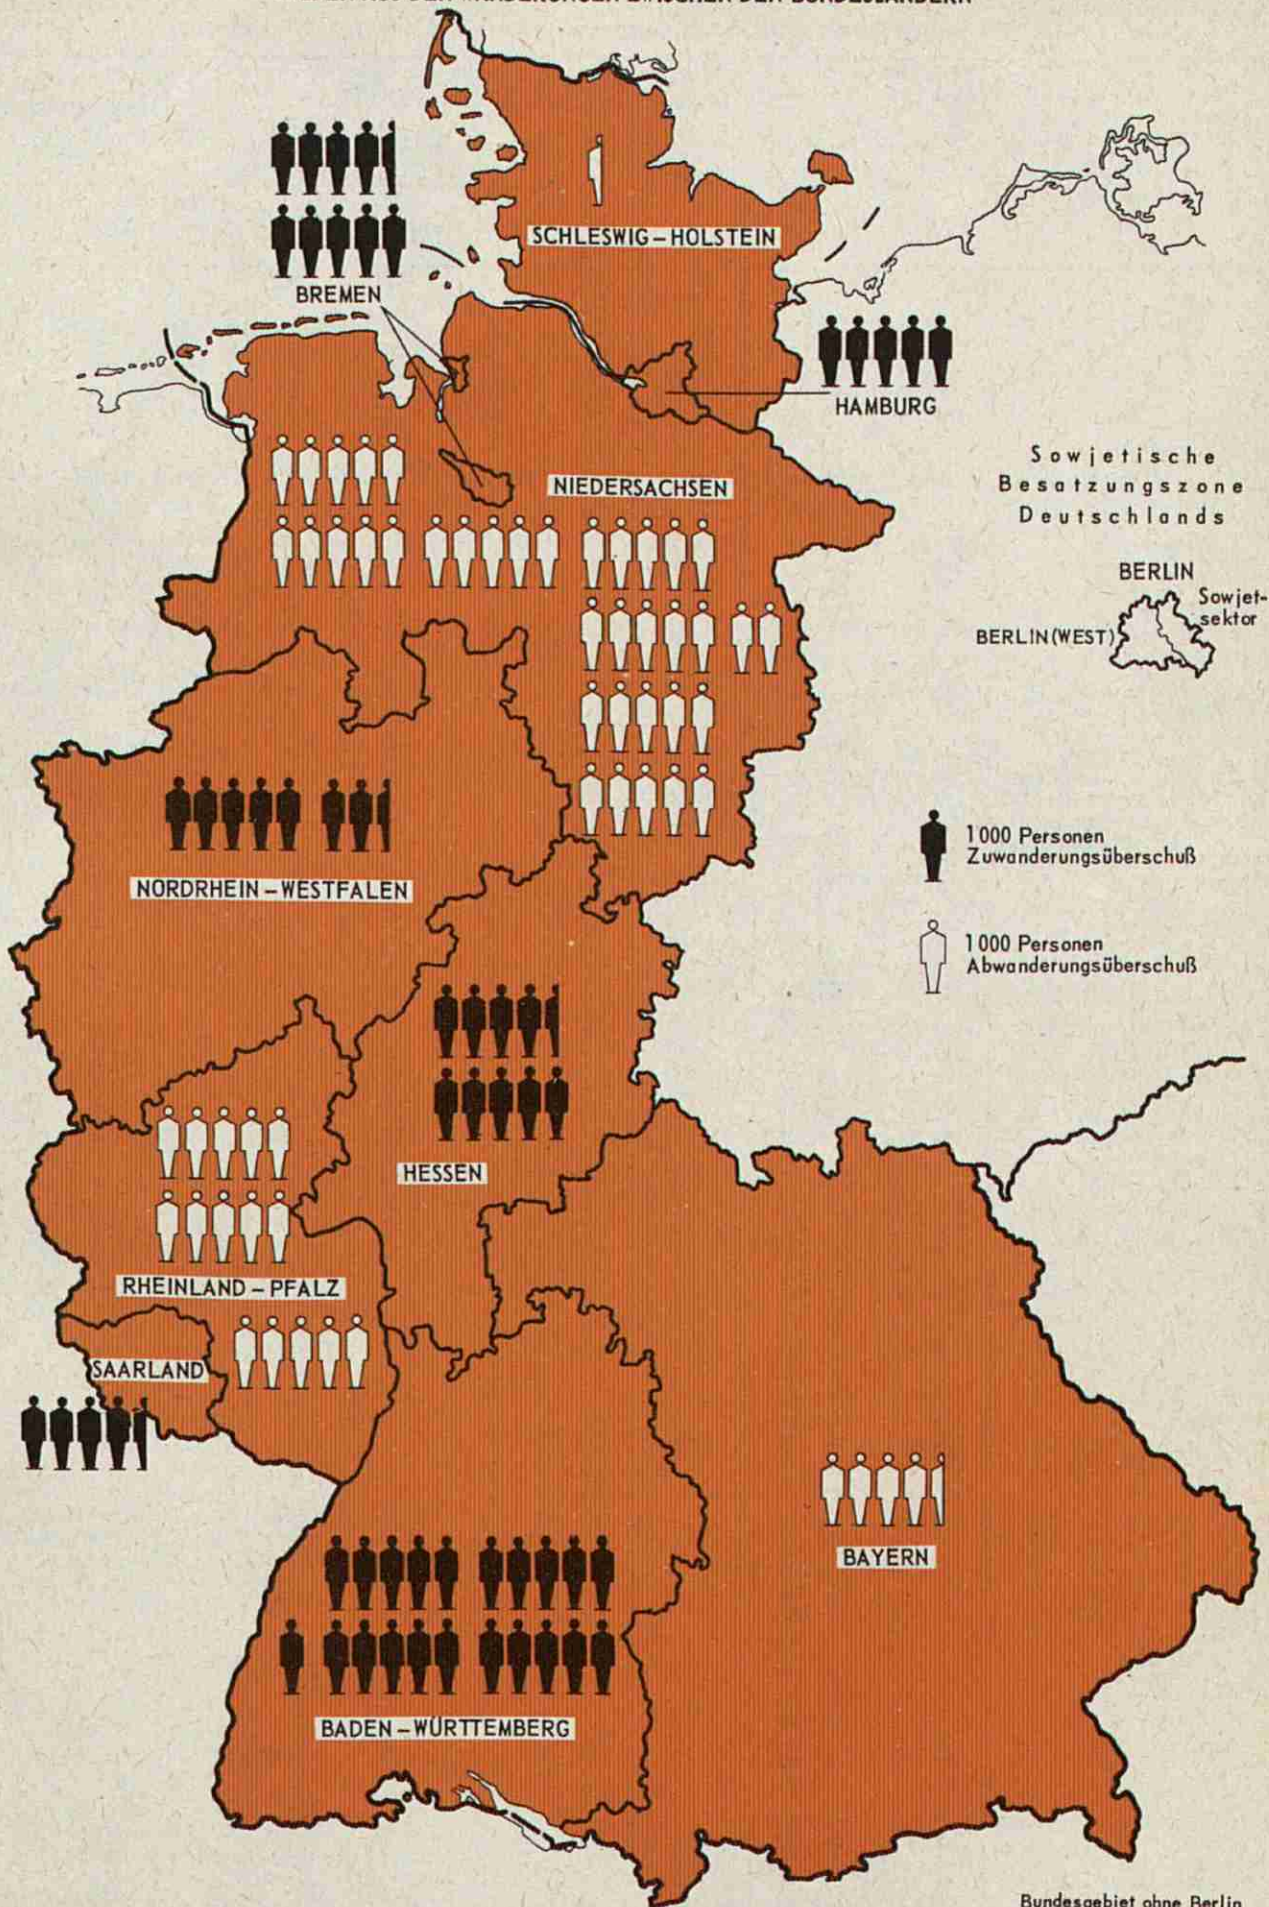 SCHLESWIG-HOLSTEIN
BREMEN
HAMBURG
Sowjetische
Besatzungszone
Deutschlands
NIEDERSACHSEN
BERLIN
Sowjet-
sektor
BERLIN(WEST)
1000 Personen
Zuwanderungsüberschuß
NORDRHEIN-WESTFALEN
1000 Personen
Abwanderungsüberschuß
HESSEN
RHEINLAND-PFALZ
SAARLAND
BAYERN
BADEN-WÜRTTEMBERG
Bundesgebiet ohne Berlin